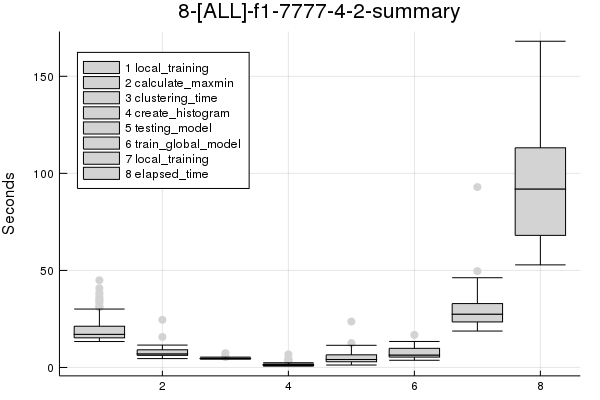 8-[ALL]-f1-7777-4-2-summary
Seconds
150
100
50
0
1 local_training
2 calculate_maxmin
3 clustering_time
4 create_histogram
5 testing_model
6 train_global_model
7 local_training
8 elapsed_time
2 4 6 8